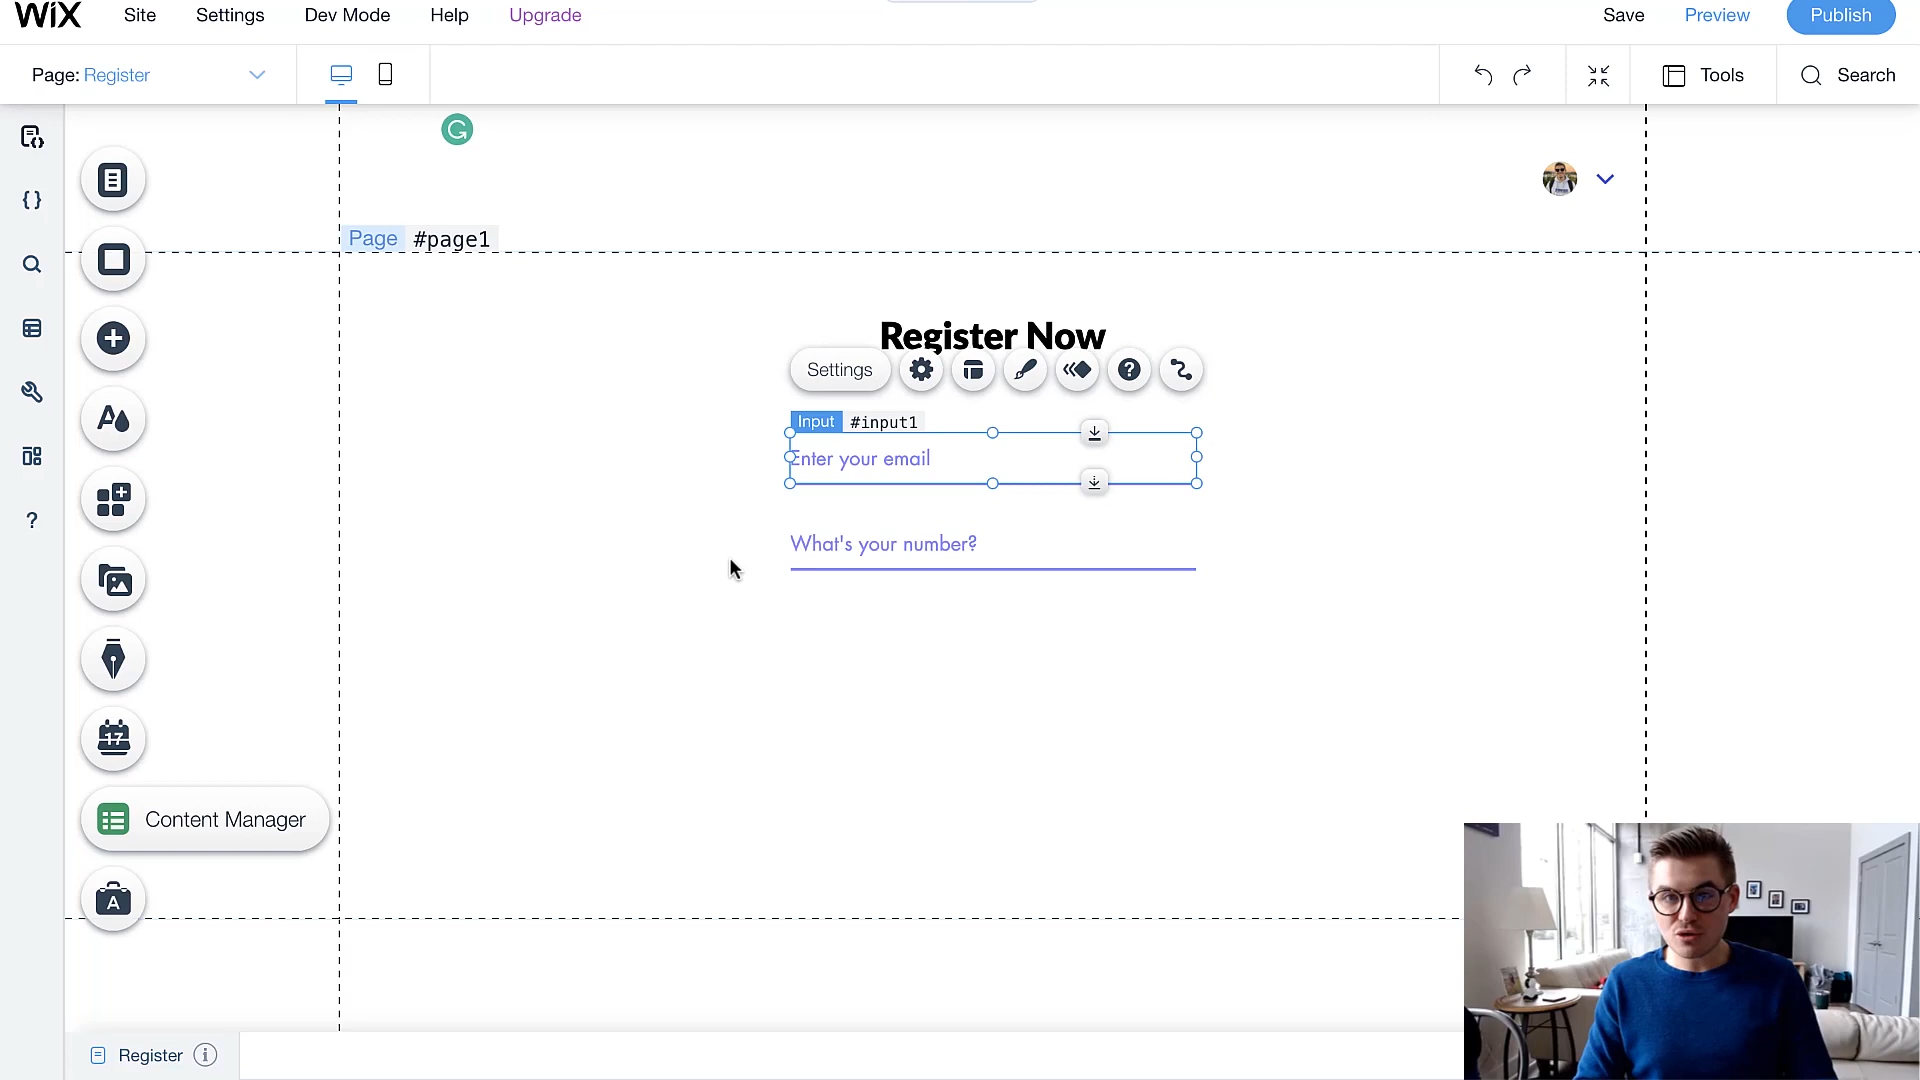 WiX Site Settings Dev Mode Help Upgrade Save Preview Publish
Page: Register Tools Search
Page #page1
Register Now
Settings
Input #input1
Enter your email
What's your number?
17
Content Manager
A
Register